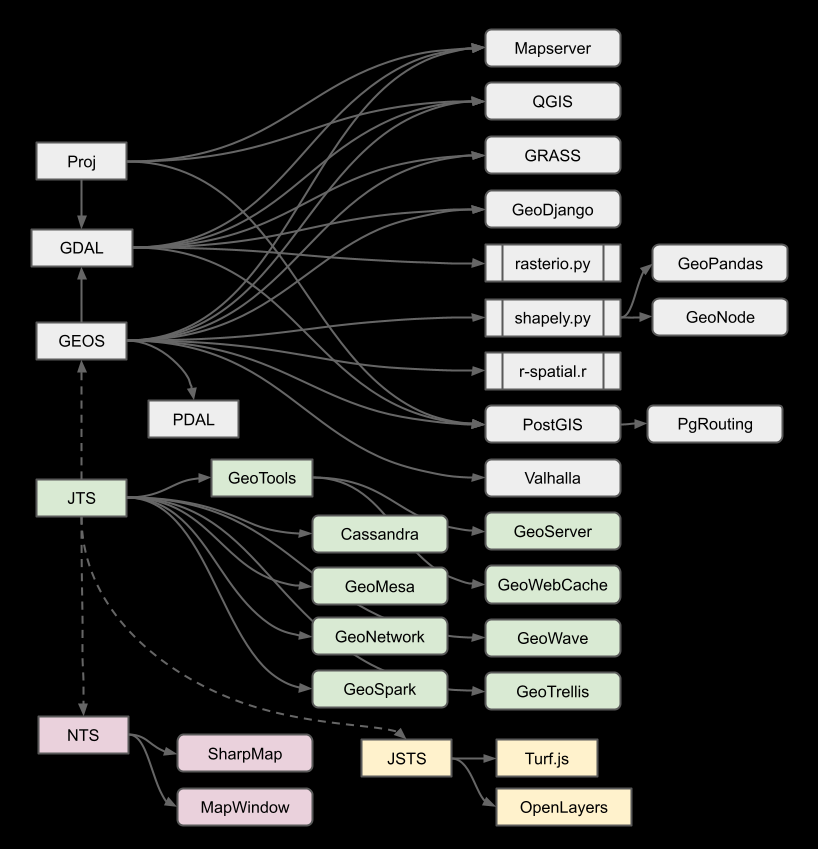 Mapserver
QGIS
Proj
GRASS
GeoDjango
GDAL
rasterio.py
GeoPandas
shapely.py
GeoNode
GEOS
r-spatial.r
PDAL
PostGIS
PgRouting
GeoTools
Valhalla
JTS
Cassandra
GeoServer
GeoMesa
GeoWebCache
GeoNetwork
GeoWave
GeoSpark
GeoTrellis
NTS
SharpMap
JSTS
Turf.js
MapWindow
OpenLayers